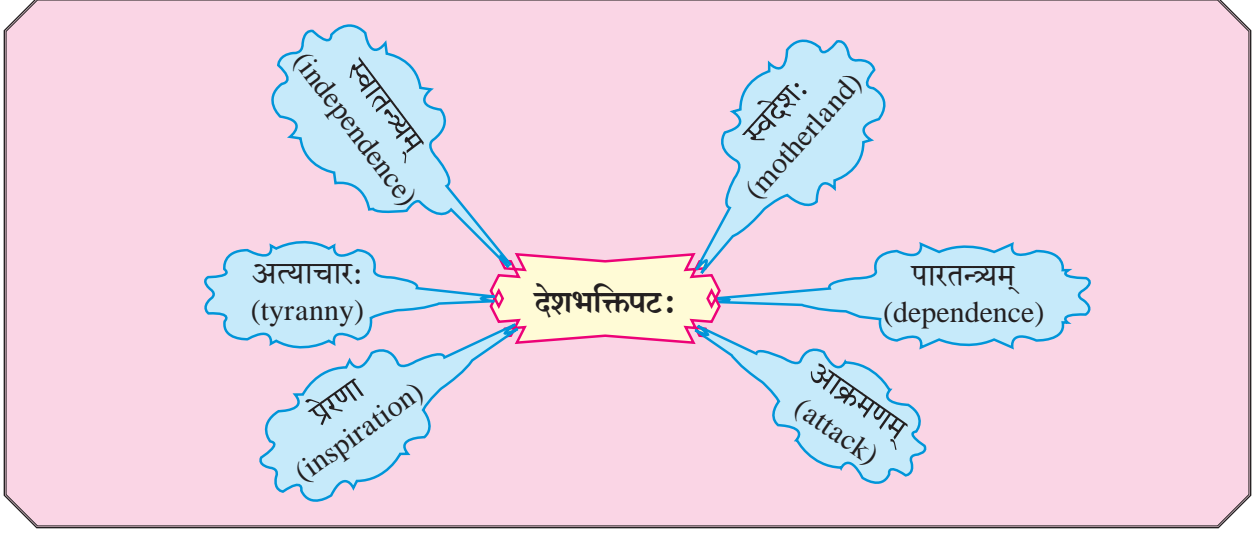 स्वातन्त्र्यम्
(independence)
स्वदेशः
(motherland)
अत्याचारः
(tyranny)
देशभक्तिपटः
पारतन्त्र्यम्
(dependence)
प्रेरणा
(inspiration)
आक्रमणम्
(attack)